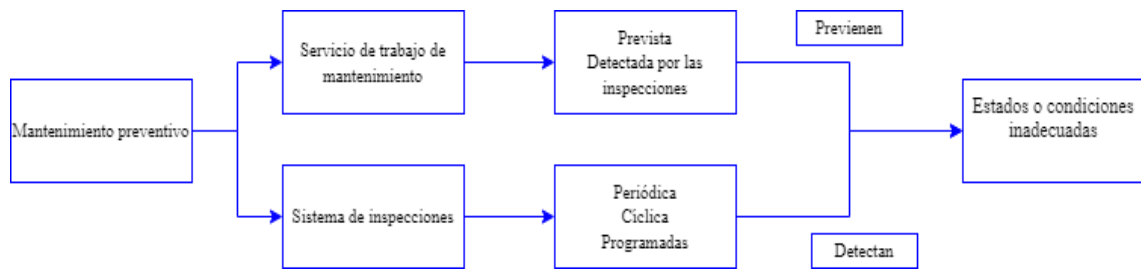 Mantenimiento preventivo
Servicio de trabajo de
mantenimiento
Prevista
Detectada por las
inspecciones
Previenen
Sistema de inspecciones
Periódica
Cíclica
Programadas
Detectan
Estados o condiciones
inadecuadas